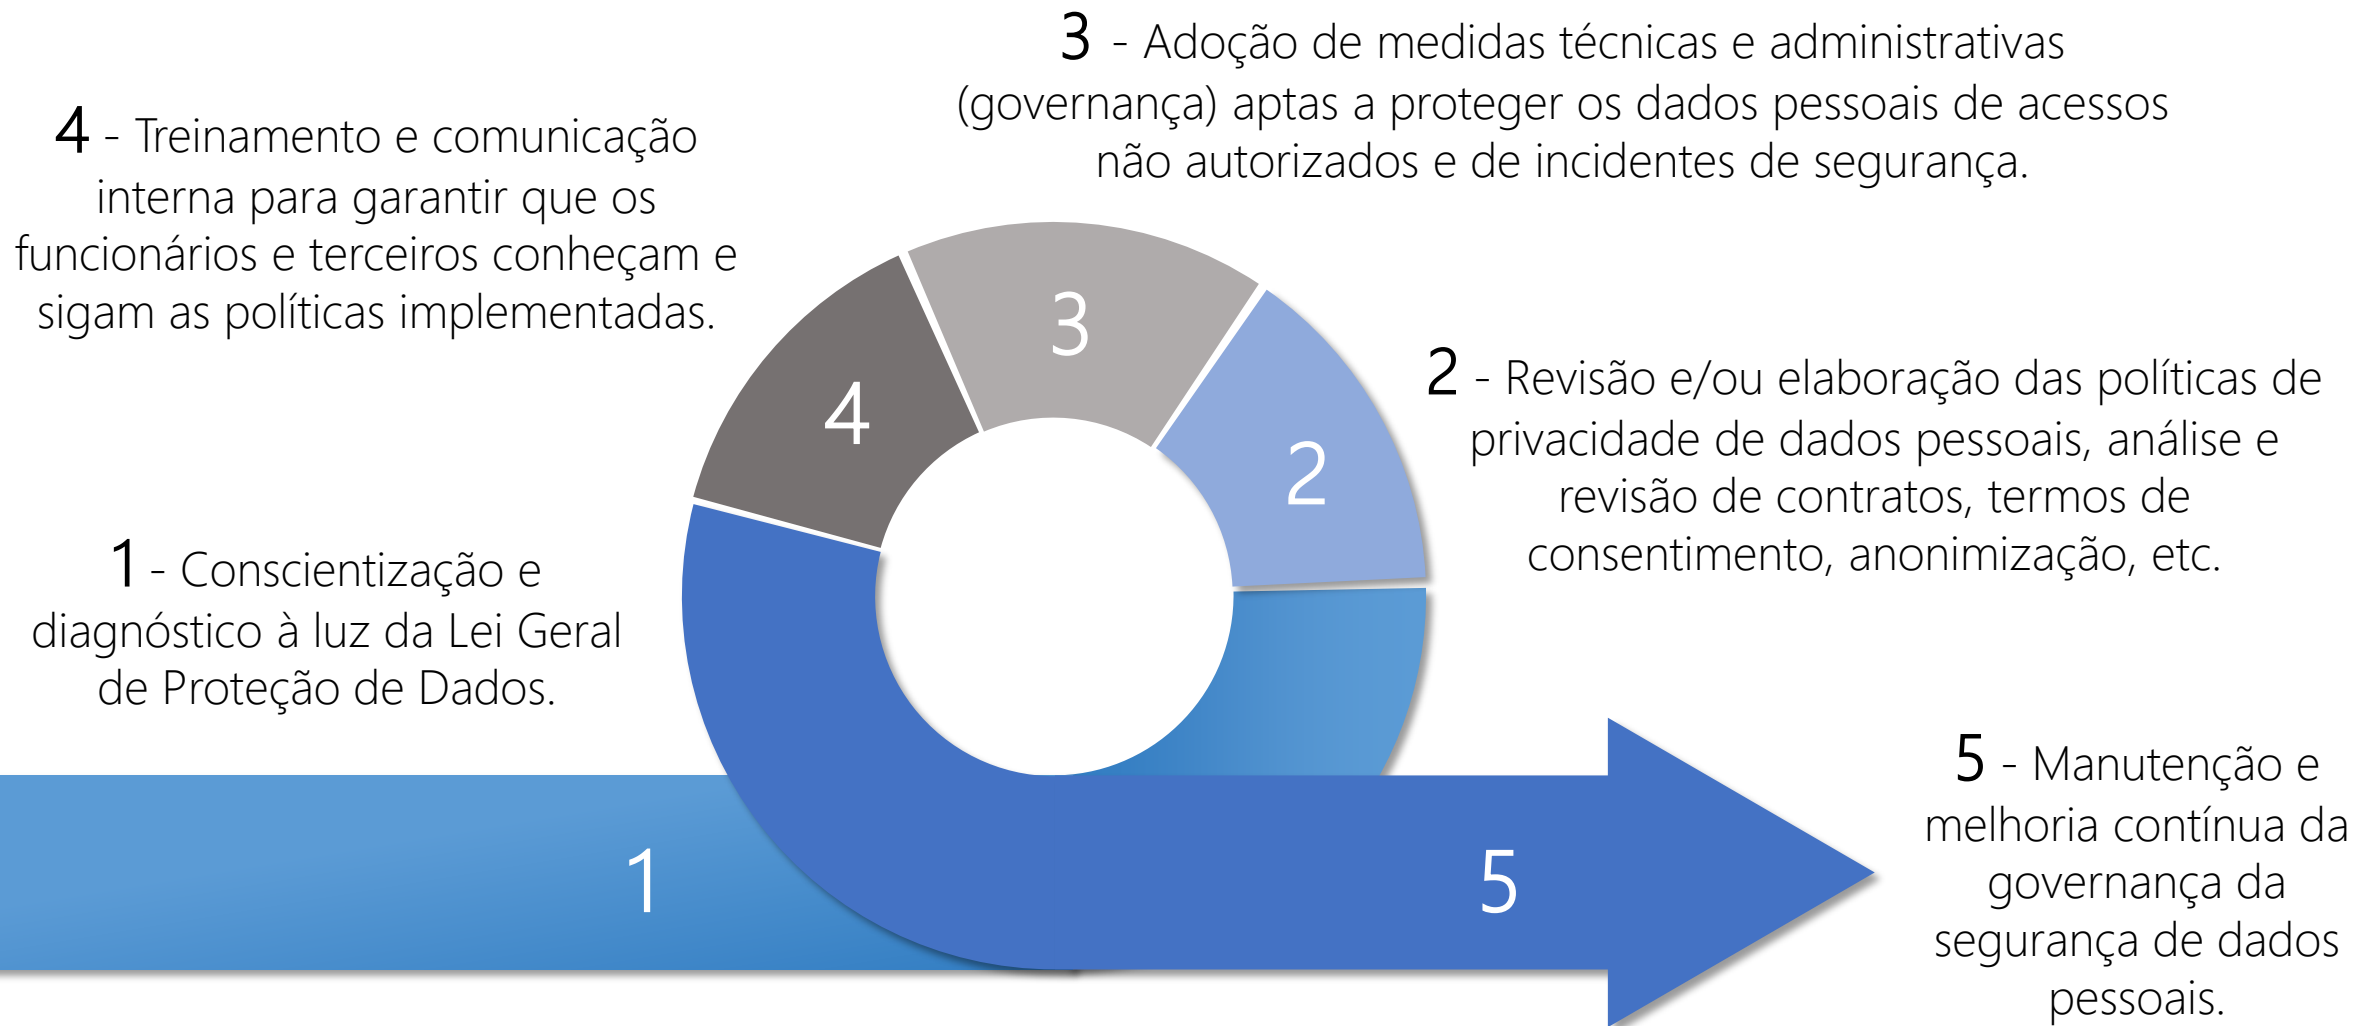 3 - Adoção de medidas técnicas e administrativas
(governança) aptas a proteger os dados pessoais de acessos
não autorizados e de incidentes de segurança.
4 - Treinamento e comunicação
interna para garantir que os
funcionários e terceiros conheçam e
sigam as políticas implementadas.
3
4
2
2 - Revisão e/ou elaboração das políticas de
privacidade de dados pessoais, análise e
revisão de contratos, termos de
consentimento, anonimização, etc.
1 - Conscientização e
diagnóstico à luz da Lei Geral
de Proteção de Dados.
1
5
5 - Manutenção e
melhoria contínua da
governança da
segurança de dados
pessoais.